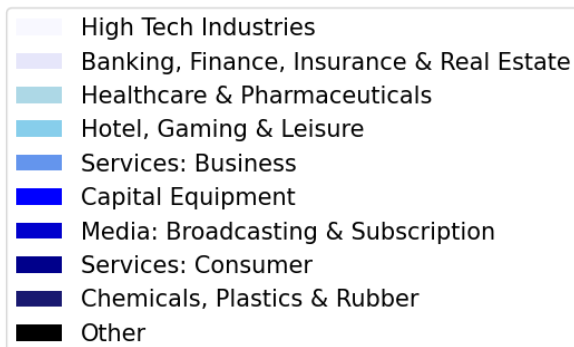 High Tech Industries
Banking, Finance, Insurance & Real Estate
Healthcare & Pharmaceuticals
Hotel, Gaming & Leisure
Services: Business
Capital Equipment
Media: Broadcasting & Subscription
Services: Consumer
Chemicals, Plastics & Rubber
Other